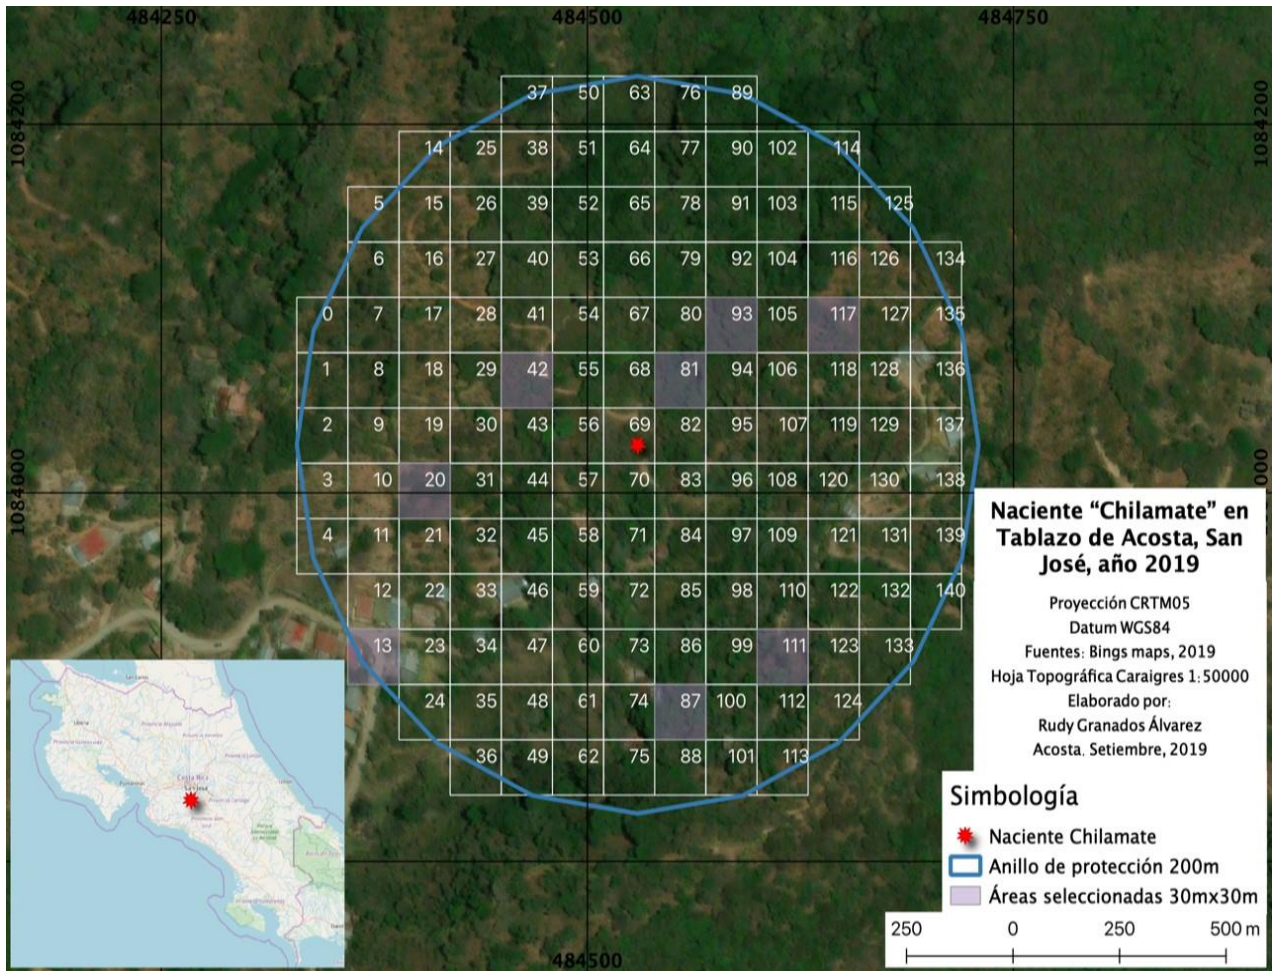 484250 484500 484750
1084200 1084200
37 50 63 76 89
14 25 38 51 64 77 90 102 114
5 15 26 39 52 65 78 91 103 115 125
6 16 27 40 53 66 79 92 104 116 126 134
0 7 17 28 41 54 67 80 93 105 117 127 135
1 8 18 29 42 55 68 81 94 106 118 128 136
2 9 19 30 43 56 69 82 95 107 119 129 137
1084000 000
3 10 20 31 44 57 70 83 96 108 120 130 138
4 11 21 32 45 58 71 84 97 109 121 131 139
12 22 33 46 59 72 85 98 110 122 132 140
13 23 34 47 60 73 86 99 111 123 133
24 35 48 61 74 87 100 112 124
36 49 62 75 88 101 113
484500
Naciente “Chilamate” en
Tablazo de Acosta, San
José, año 2019
Proyección CRTM05
Datum WGS84
Fuentes: Bings maps, 2019
Hoja Topográfica Caraigres 1:50000
Elaborado por:
Rudy Granados Álvarez
Acosta. Setiembre, 2019
Simbología
Naciente Chilamate
Anillo de protección 200m
Áreas seleccionadas 30mx30m
250 0 250 500 m
Liberia
Costa Rica
San José